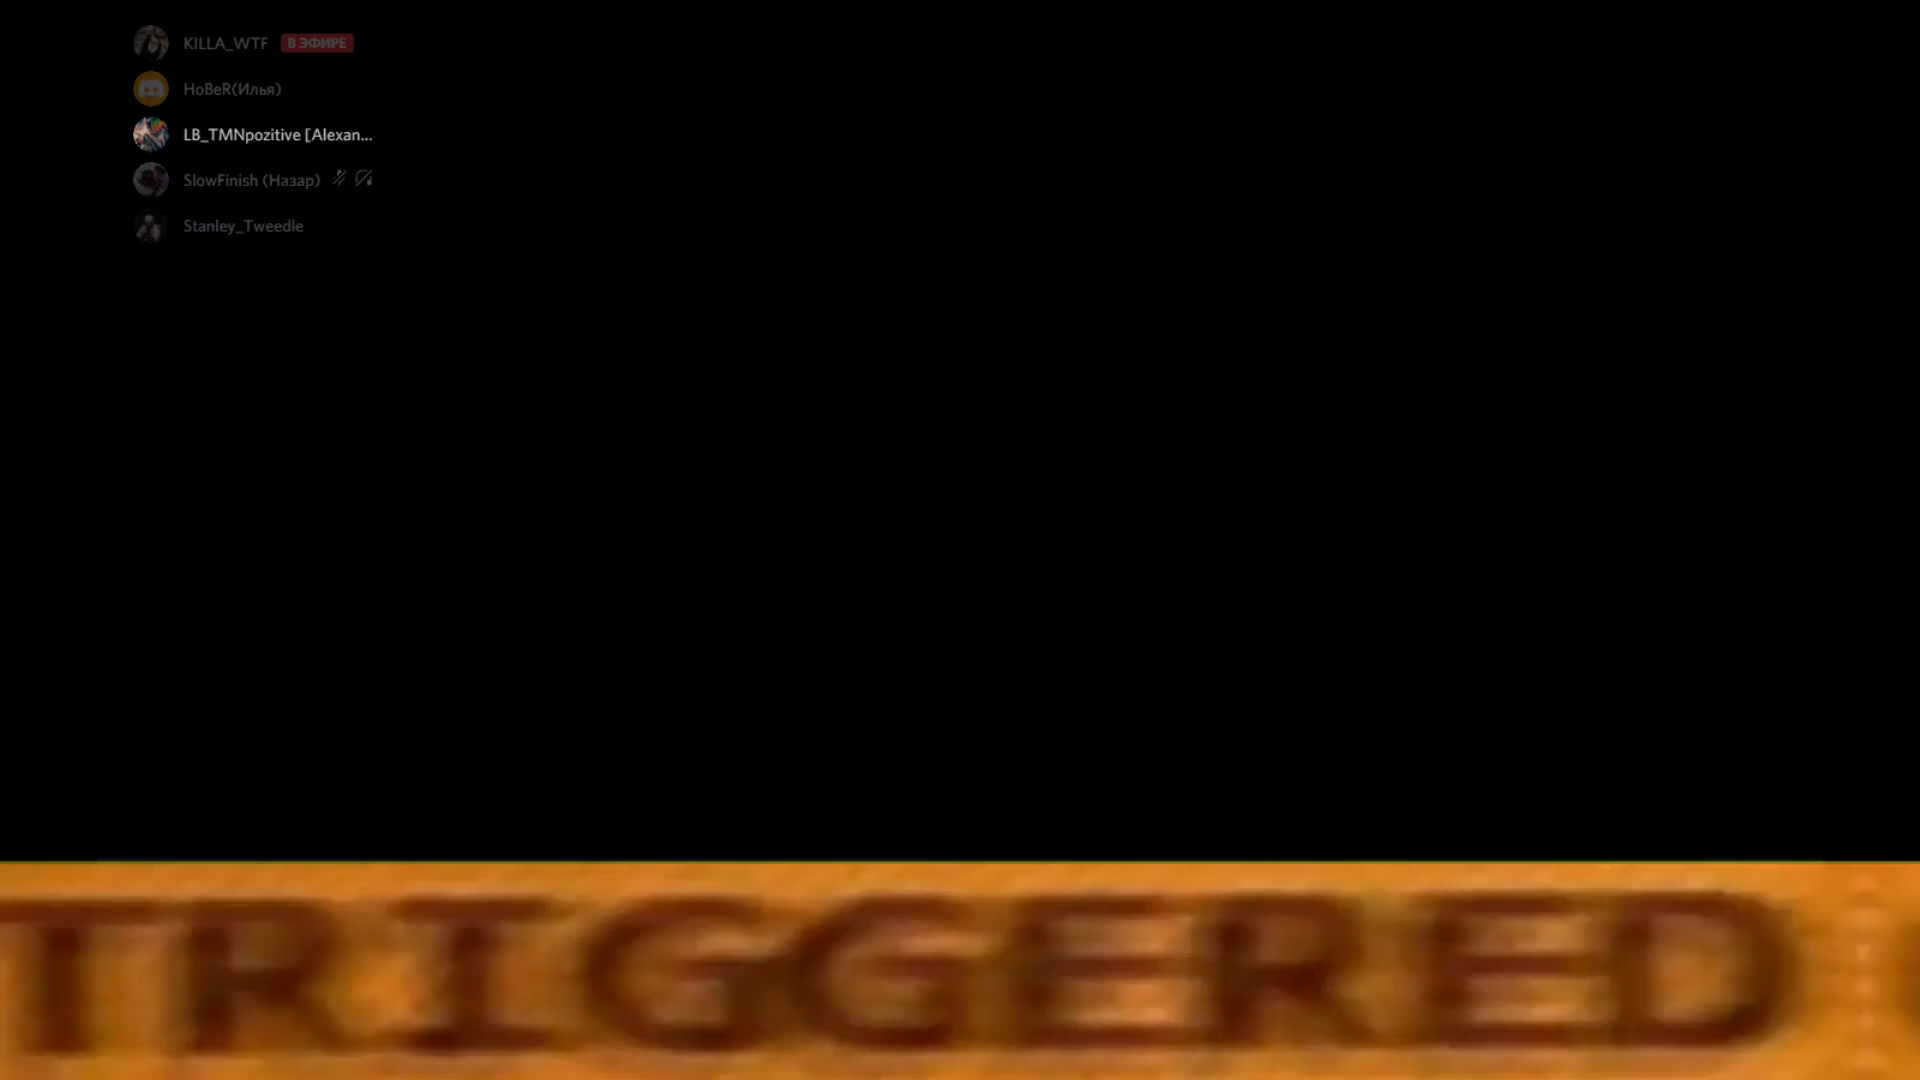 KILLA_WTF В ЭФИРЕ
HoBeR(Илья)
LB_TMNpozitive [Alexan...
SlowFinish (Назар)
Stanley_Tweedle
TRIGGERED